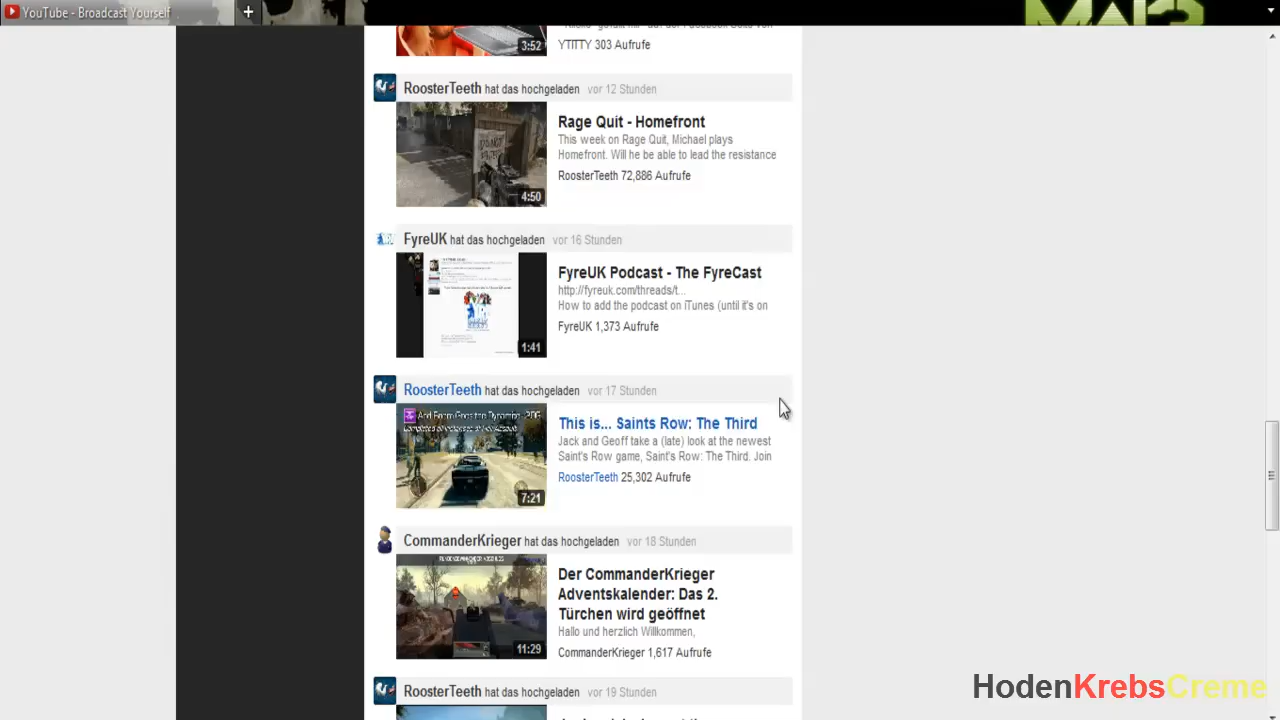 YouTube - Broadcast Yourself
+
MW3
3:52
YTITTY 303 Aufrufe
RoosterTeeth hat das hochgeladen vor 12 Stunden
Rage Quit - Homefront
This week on Rage Quit, Michael plays
Homefront. Will he be able to lead the resistance
RoosterTeeth 72,886 Aufrufe
4:50
FyreUK hat das hochgeladen vor 16 Stunden
FyreUK Podcast - The FyreCast
http://fyreuk.com/threads/t...
How to add the podcast on iTunes (until it's on
FyreUK 1,373 Aufrufe
1:41
RoosterTeeth hat das hochgeladen vor 17 Stunden
This is... Saints Row: The Third
Jack and Geoff take a (late) look at the newest
Saint's Row game, Saint's Row: The Third. Join
RoosterTeeth 25,302 Aufrufe
7:21
CommanderKrieger hat das hochgeladen vor 18 Stunden
Der CommanderKrieger
Adventskalender: Das 2.
Türchen wird geöffnet
Hallo und herzlich Willkommen,
CommanderKrieger 1,617 Aufrufe
11:29
RoosterTeeth hat das hochgeladen vor 19 Stunden
HodenKrebsCreme